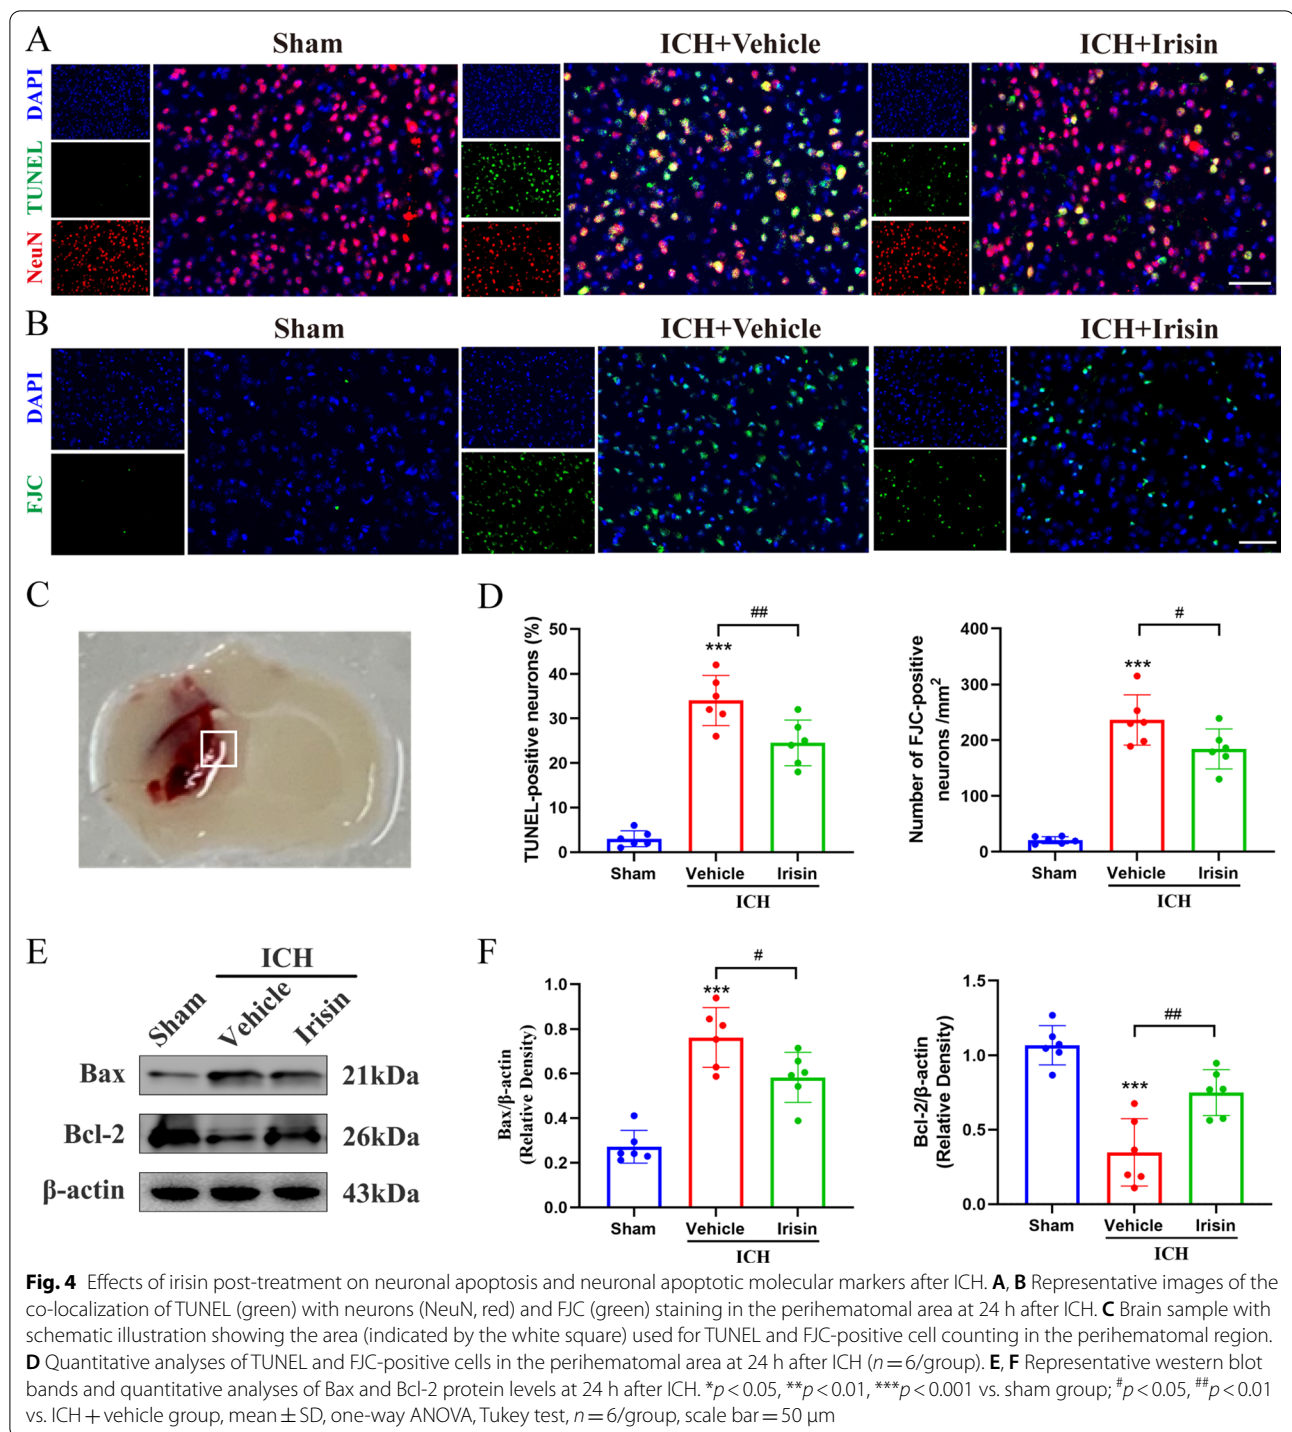 A
Sham
ICH+Vehicle
ICH+Irisin
DAPI
TUNEL
NeuN
B
Sham
ICH+Vehicle
ICH+Irisin
DAPI
FJC
C
D
TUNEL-positive neurons (%)
50
40
30
20
10
0
***
##
Sham
Vehicle
Irisin
ICH
Number of FJC-positive
neurons /mm²
400
300
200
100
0
***
#
Sham
Vehicle
Irisin
ICH
E
ICH
Sham
Vehicle
Irisin
Bax
21kDa
Bcl-2
26kDa
β-actin
43kDa
F
Bax/β-actin
(Relative Density)
1.0
0.8
0.6
0.4
0.2
0.0
***
#
Sham
Vehicle
Irisin
ICH
Bcl-2/β-actin
(Relative Density)
1.5
1.0
0.5
0.0
***
##
Sham
Vehicle
Irisin
ICH
Fig. 4 Effects of irisin post-treatment on neuronal apoptosis and neuronal apoptotic molecular markers after ICH. A, B Representative images of the
co-localization of TUNEL (green) with neurons (NeuN, red) and FJC (green) staining in the perihematomal area at 24 h after ICH. C Brain sample with
schematic illustration showing the area (indicated by the white square) used for TUNEL and FJC-positive cell counting in the perihematomal region.
D Quantitative analyses of TUNEL and FJC-positive cells in the perihematomal area at 24 h after ICH (n = 6/group). E, F Representative western blot
bands and quantitative analyses of Bax and Bcl-2 protein levels at 24 h after ICH. *p < 0.05, **p < 0.01, ***p < 0.001 vs. sham group; #p < 0.05, ##p < 0.01
vs. ICH + vehicle group, mean ± SD, one-way ANOVA, Tukey test, n = 6/group, scale bar = 50 μm